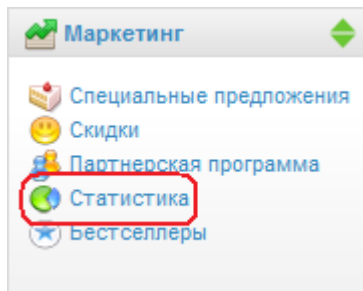 Маркетинг
Специальные предложения
Скидки
Партнерская программа
Статистика
Бестселлеры